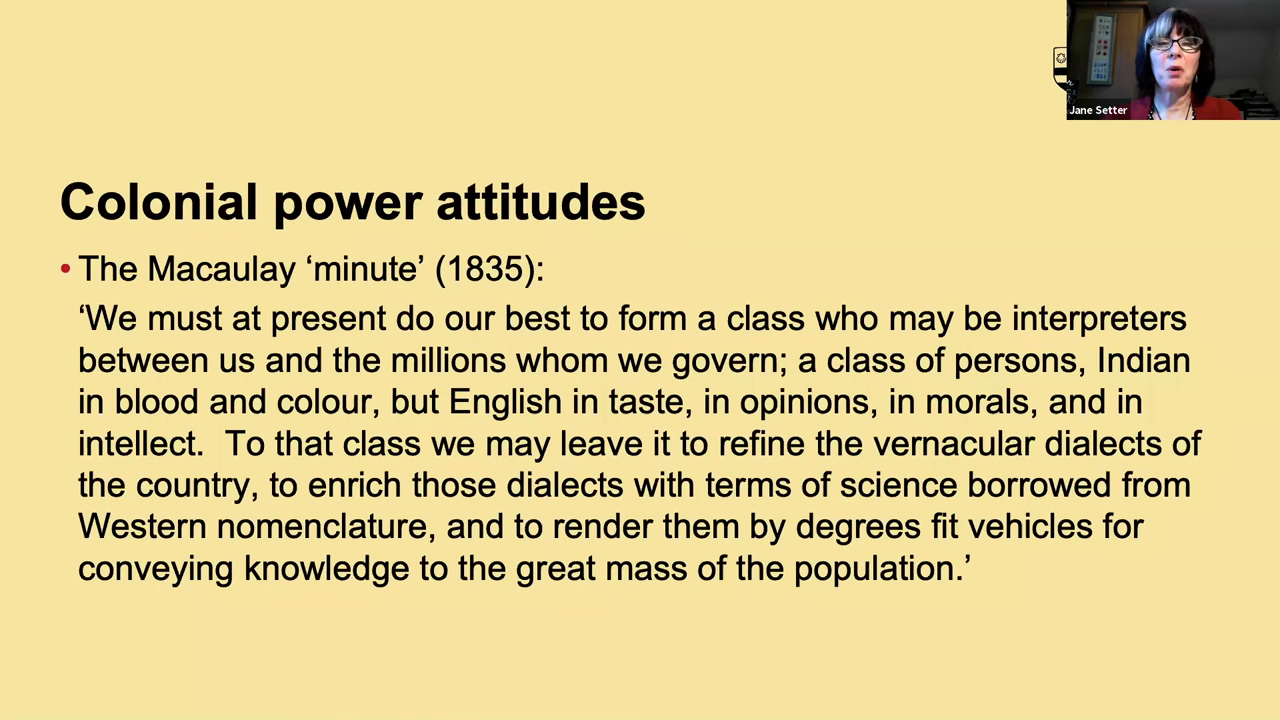 Jane Setter
Colonial power attitudes
• The Macaulay ‘minute’ (1835):
‘We must at present do our best to form a class who may be interpreters
between us and the millions whom we govern; a class of persons, Indian
in blood and colour, but English in taste, in opinions, in morals, and in
intellect.  To that class we may leave it to refine the vernacular dialects of
the country, to enrich those dialects with terms of science borrowed from
Western nomenclature, and to render them by degrees fit vehicles for
conveying knowledge to the great mass of the population.’